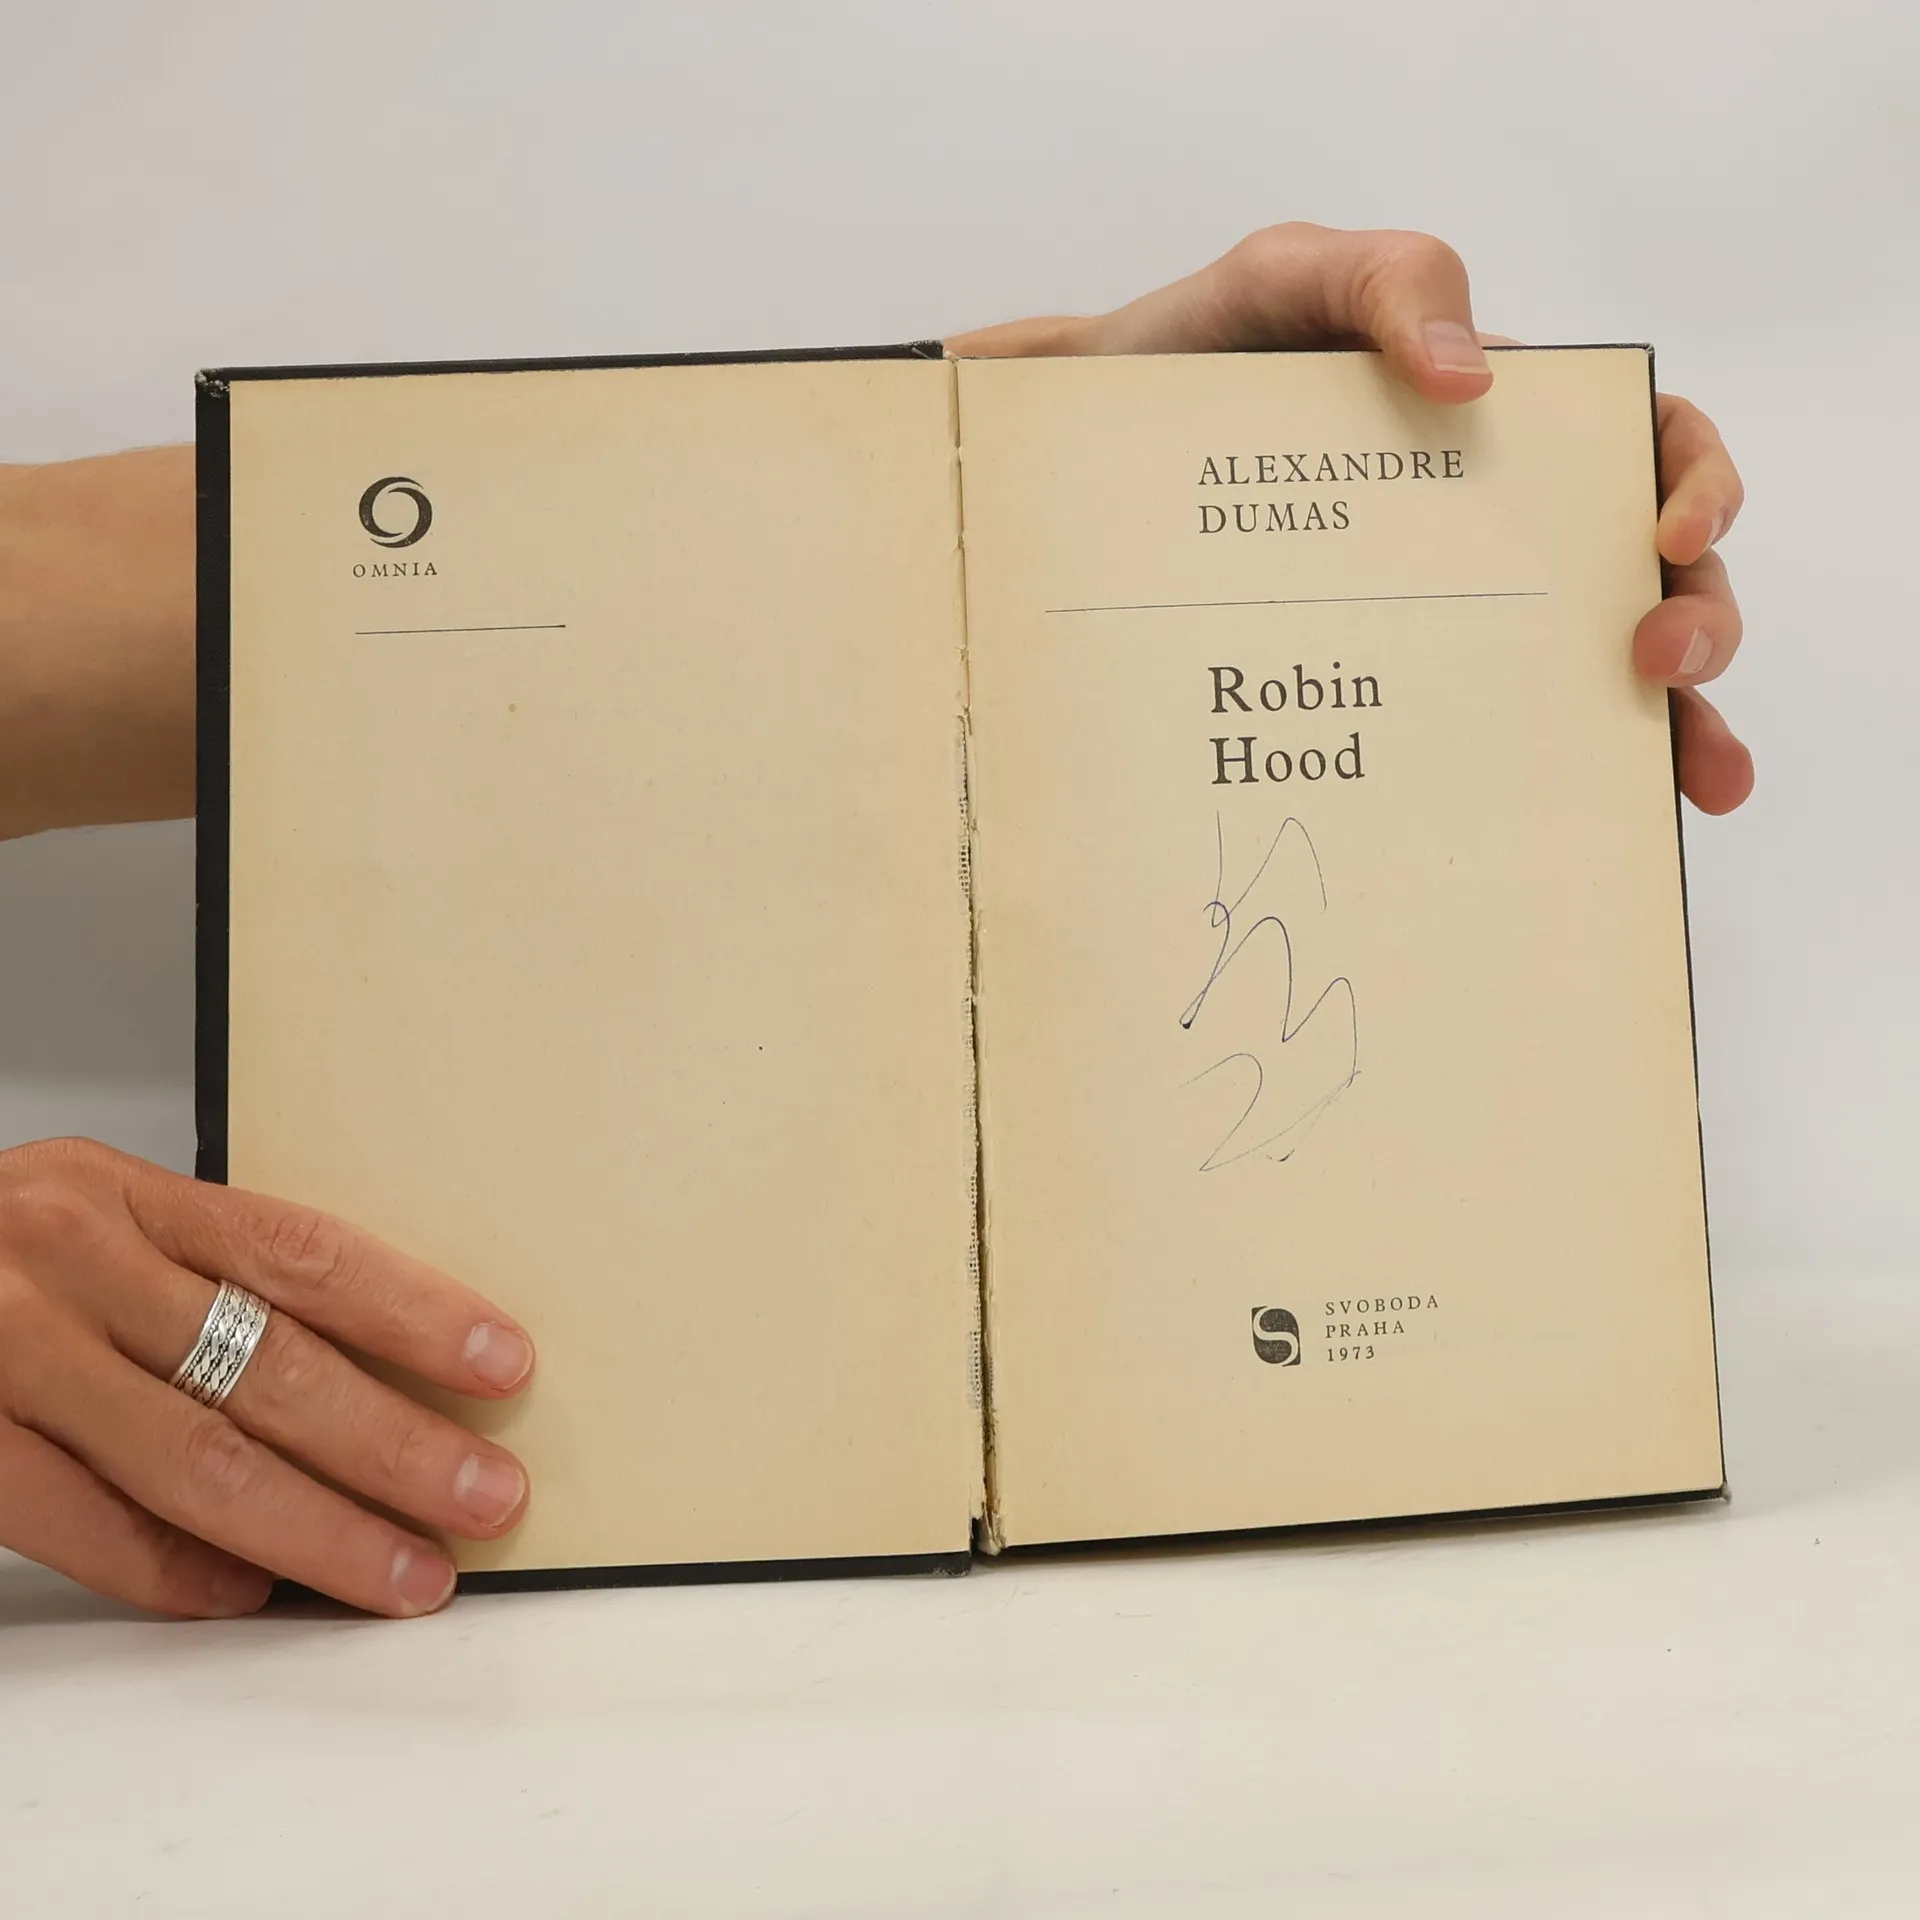 OMNIA
ALEXANDRE
DUMAS
Robin
Hood
SVOBODA
PRAHA
1973